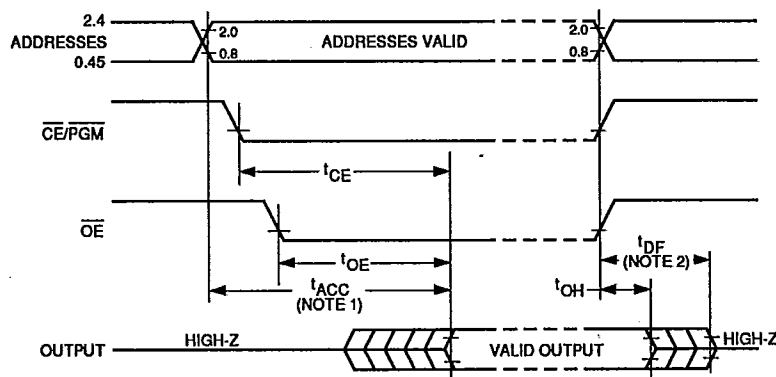 2.4
ADDRESSES
0.45
2.0
0.8
ADDRESSES VALID
2.0
0.8
CE/PGM
tCE
OE
tOE
tACC
(NOTE 1)
tDF
(NOTE 2)
tOH
OUTPUT
HIGH-Z
VALID OUTPUT
HIGH-Z